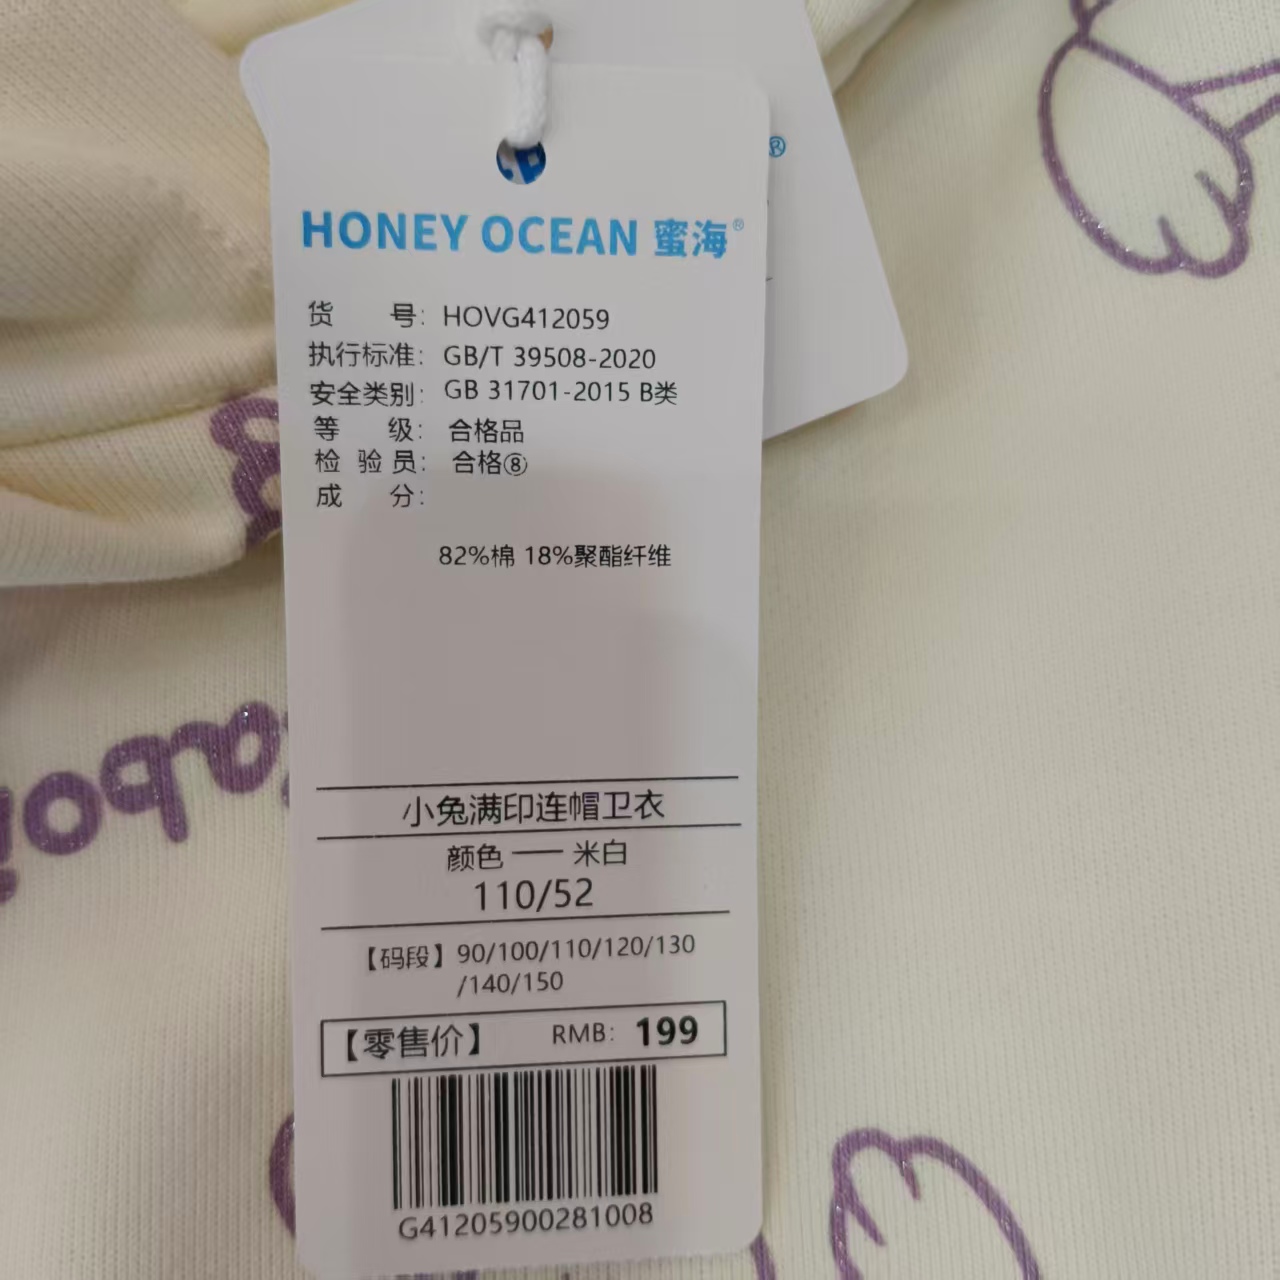 HONEY OCEAN 蜜海®
货 号: HOVG412059
执行标准: GB/T 39508-2020
安全类别: GB 31701-2015 B类
等 级: 合格品
检 验 员: 合格⑧
成 分:
82%棉 18%聚酯纤维
小兔满印连帽卫衣
颜色 —— 米白
110/52
【码段】90/100/110/120/130
/140/150
【零售价】 RMB: 199
G41205900281008